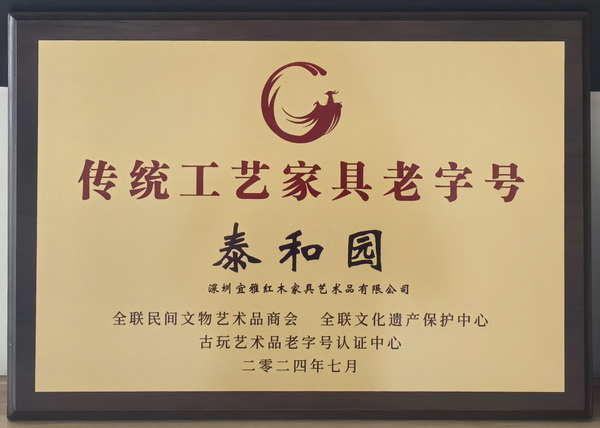 传统工艺家具老字号
泰和园
深圳宜雅红木家具艺术品有限公司
全联民间文物艺术品商会 全联文化遗产保护中心
古玩艺术品老字号认证中心
二零二四年七月